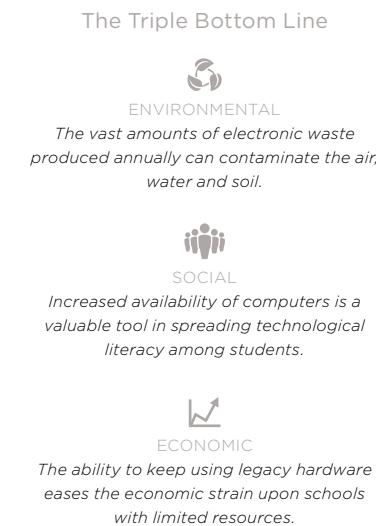 The Triple Bottom Line
ENVIRONMENTAL
The vast amounts of electronic waste
produced annually can contaminate the air,
water and soil.
SOCIAL
Increased availability of computers is a
valuable tool in spreading technological
literacy among students.
ECONOMIC
The ability to keep using legacy hardware
eases the economic strain upon schools
with limited resources.